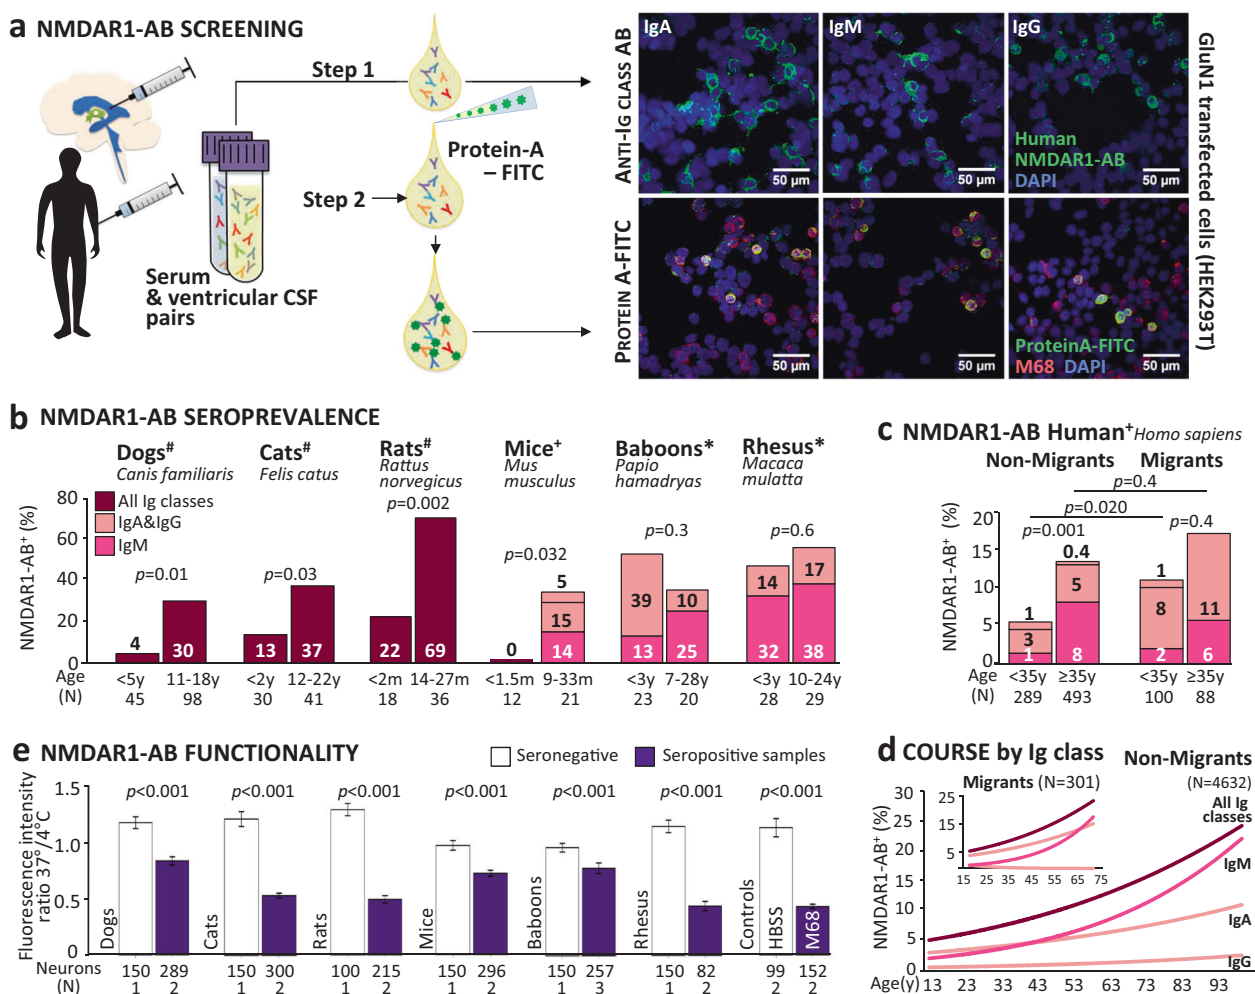 a NMDAR1-AB SCREENING
Step 1
Step 2
Protein-A
– FITC
Serum
& ventricular CSF
pairs
ANTI-IG CLASS AB
PROTEIN A-FITC
IgA
IgM
IgG
Human
NMDAR1-AB
DAPI
50 µm
50 µm
50 µm
ProteinA-FITC
M68 DAPI
50 µm
50 µm
50 µm
GluN1 transfected cells (HEK293T)
b NMDAR1-AB SEROPREVALENCE
Dogs#
Canis familiaris
Cats#
Felis catus
Rats#
Rattus
norvegicus
Mice+
Mus
musculus
Baboons*
Papio
hamadryas
Rhesus*
Macaca
mulatta
NMDAR1-AB+ (%)
80
60
40
20
0
All Ig classes
IgA&IgG
IgM
p=0.01
p=0.03
p=0.002
p=0.032
p=0.3
p=0.6
4
30
13
37
22
69
0
5
15
14
39
13
10
25
14
32
17
38
Age <5y 11-18y <2y 12-22y <2m 14-27m <1.5m 9-33m <3y 7-28y <3y 10-24y
(N) 45 98 30 41 18 36 12 21 23 20 28 29
c NMDAR1-AB Human+ Homo sapiens
Non-Migrants Migrants
p=0.4
p=0.020
p=0.001
p=0.4
NMDAR1-AB+ (%)
20
15
10
5
0
1
3
1
0.4
5
8
1
8
2
11
6
Age <35y ≥35y <35y ≥35y
(N) 289 493 100 88
e NMDAR1-AB FUNCTIONALITY
Seronegative
Seropositive samples
Fluorescence intensity
ratio 37°/4°C
1.5
1.0
0.5
0
p<0.001 p<0.001 p<0.001 p<0.001 p<0.001 p<0.001 p<0.001
Dogs
Cats
Rats
Mice
Baboons
Rhesus
Controls
HBSS
M68
Neurons 150 289 150 300 100 215 150 296 150 257 150 82 99 152
(N) 1 2 1 2 1 2 1 2 1 3 1 2 2 2
d COURSE by Ig class
Migrants (N=301)
Non-Migrants
(N=4632)
NMDAR1-AB+ (%)
30
25
20
15
10
5
0
25
15
5
15 25 35 45 55 65 75
All Ig
classes
IgM
IgA
IgG
Age(y) 13 23 33 43 53 63 73 83 93